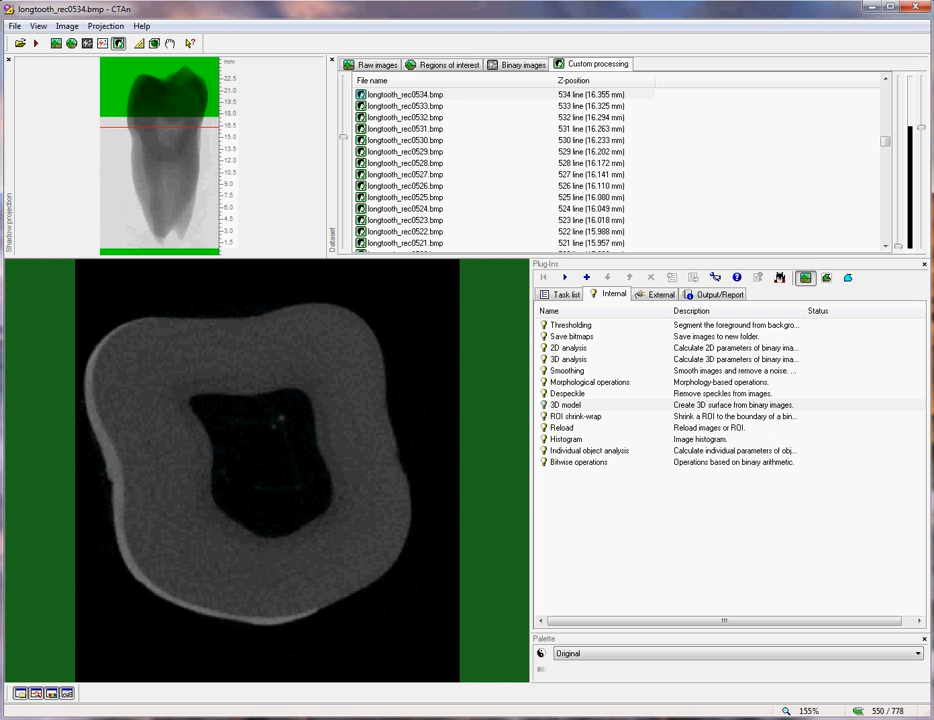 longtooth_rec0534.bmp - CTAn
File View Image Projection Help
mm
22.5
21.0
19.5
18.0
16.5
15.0
13.5
12.0
10.5
9.0
7.5
6.0
4.5
3.0
1.5
Shadow projection
Dataset
Raw images Regions of interest Binary images Custom processing
File name Z-position
longtooth_rec0534.bmp 534 line (16.355 mm)
longtooth_rec0533.bmp 533 line (16.325 mm)
longtooth_rec0532.bmp 532 line (16.294 mm)
longtooth_rec0531.bmp 531 line (16.263 mm)
longtooth_rec0530.bmp 530 line (16.233 mm)
longtooth_rec0529.bmp 529 line (16.202 mm)
longtooth_rec0528.bmp 528 line (16.172 mm)
longtooth_rec0527.bmp 527 line (16.141 mm)
longtooth_rec0526.bmp 526 line (16.110 mm)
longtooth_rec0525.bmp 525 line (16.080 mm)
longtooth_rec0524.bmp 524 line (16.049 mm)
longtooth_rec0523.bmp 523 line (16.018 mm)
longtooth_rec0522.bmp 522 line (15.988 mm)
longtooth_rec0521.bmp 521 line (15.957 mm)
Plug-Ins
Task list Internal External Output/Report
Name Description Status
Thresholding Segment the foreground from backgro...
Save bitmaps Save images to new folder.
2D analysis Calculate 2D parameters of binary ima...
3D analysis Calculate 3D parameters of binary ima...
Smoothing Smooth images and remove a noise. ...
Morphological operations Morphology-based operations.
Despeckle Remove speckles from images.
3D model Create 3D surface from binary images.
ROI shrink-wrap Shrink a ROI to the boundary of a bin...
Reload Reload images or ROI.
Histogram Image histogram.
Individual object analysis Calculate individual parameters of obj...
Bitwise operations Operations based on binary arithmetic.
Palette
Original
155% 550 / 778